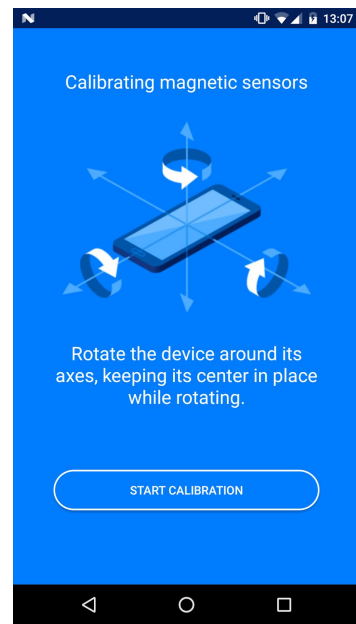 13:07
Calibrating magnetic sensors
Rotate the device around its
axes, keeping its center in place
while rotating.
START CALIBRATION